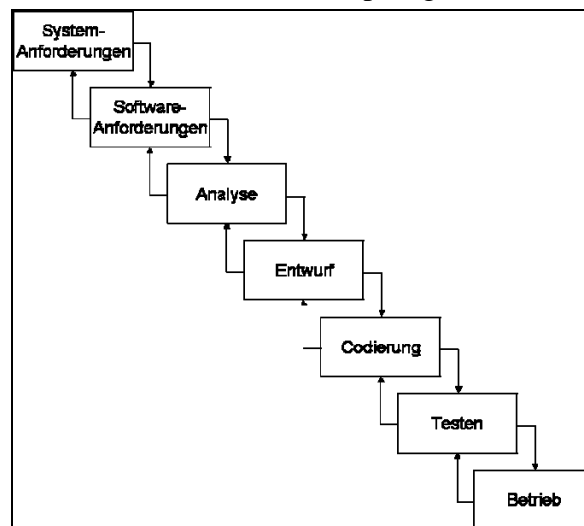 System-
Anforderungen
Software-
Anforderungen
Analyse
Entwurf
Codierung
Testen
Betrieb